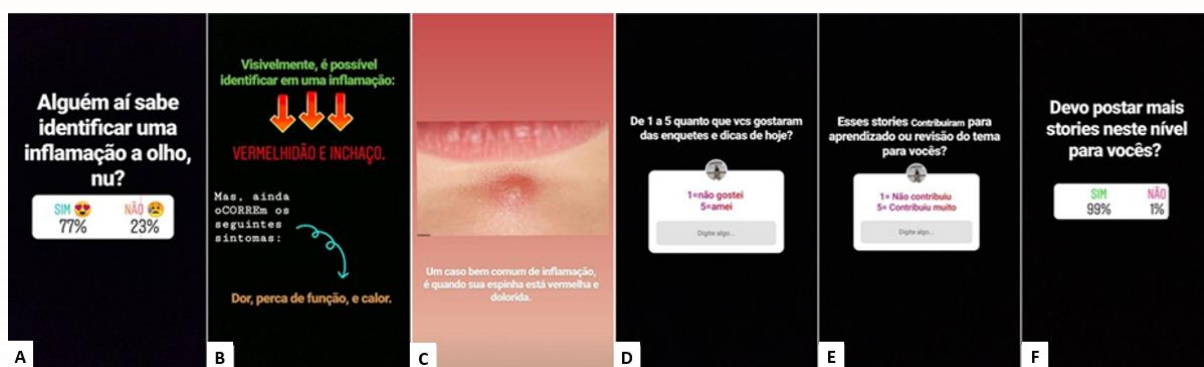 Alguém aí sabe
identificar uma
inflamação a olho,
nu?
SIM 😍 NÃO 😢
77% 23%
A
Visivelmente, é possível
identificar em uma inflamação:
VERMELHIDÃO E INCHAÇO.
Mas, ainda
oCORREm os
seguintes
sintomas:
Dor, perca de função, e calor.
B
Um caso bem comum de inflamação,
é quando sua espinha está vermelha e
dolorida.
C
De 1 a 5 quanto que vcs gostaram
das enquetes e dicas de hoje?
1=não gostei
5=amei
Digite algo...
D
Esses stories Contribuiram para
aprendizado ou revisão do tema
para vocês?
1= Não contribuiu
5= Contribuiu muito
Digite algo...
E
Devo postar mais
stories neste nível
para vocês?
SIM NÃO
99% 1%
F